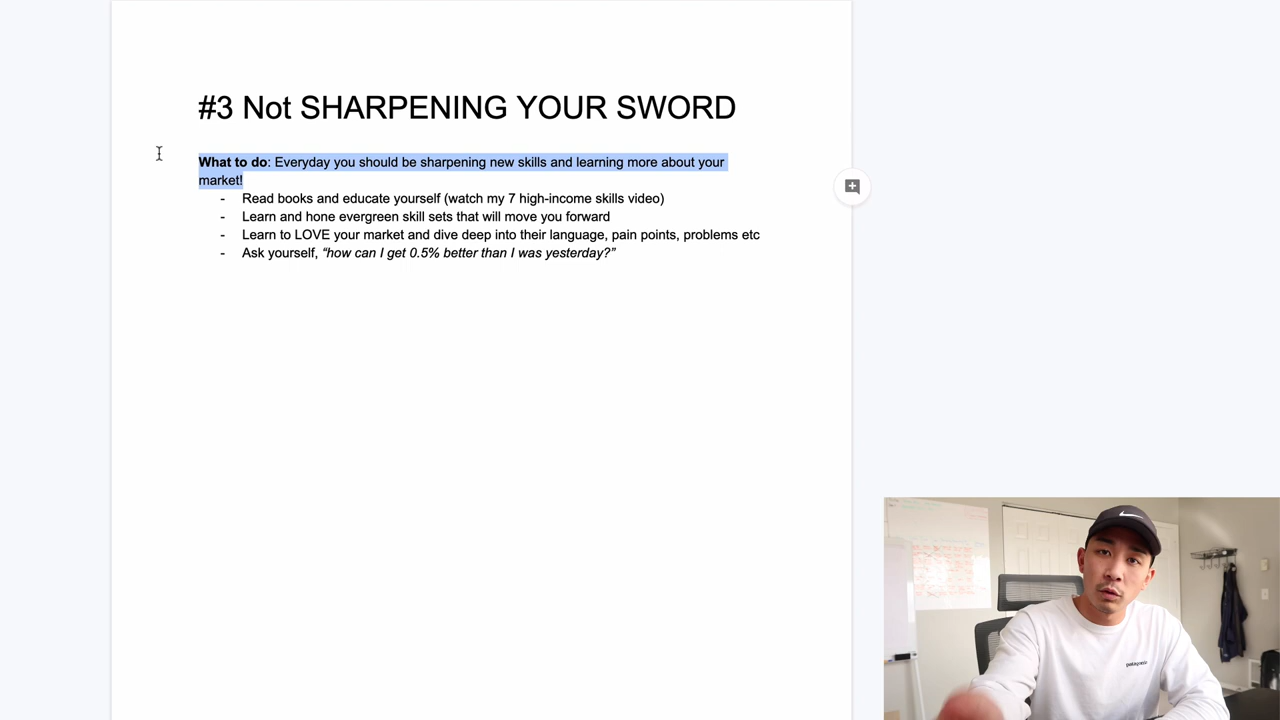 #3 Not SHARPENING YOUR SWORD
What to do: Everyday you should be sharpening new skills and learning more about your
market!
- Read books and educate yourself (watch my 7 high-income skills video)
- Learn and hone evergreen skill sets that will move you forward
- Learn to LOVE your market and dive deep into their language, pain points, problems etc
- Ask yourself, “how can I get 0.5% better than I was yesterday?”
patagonia